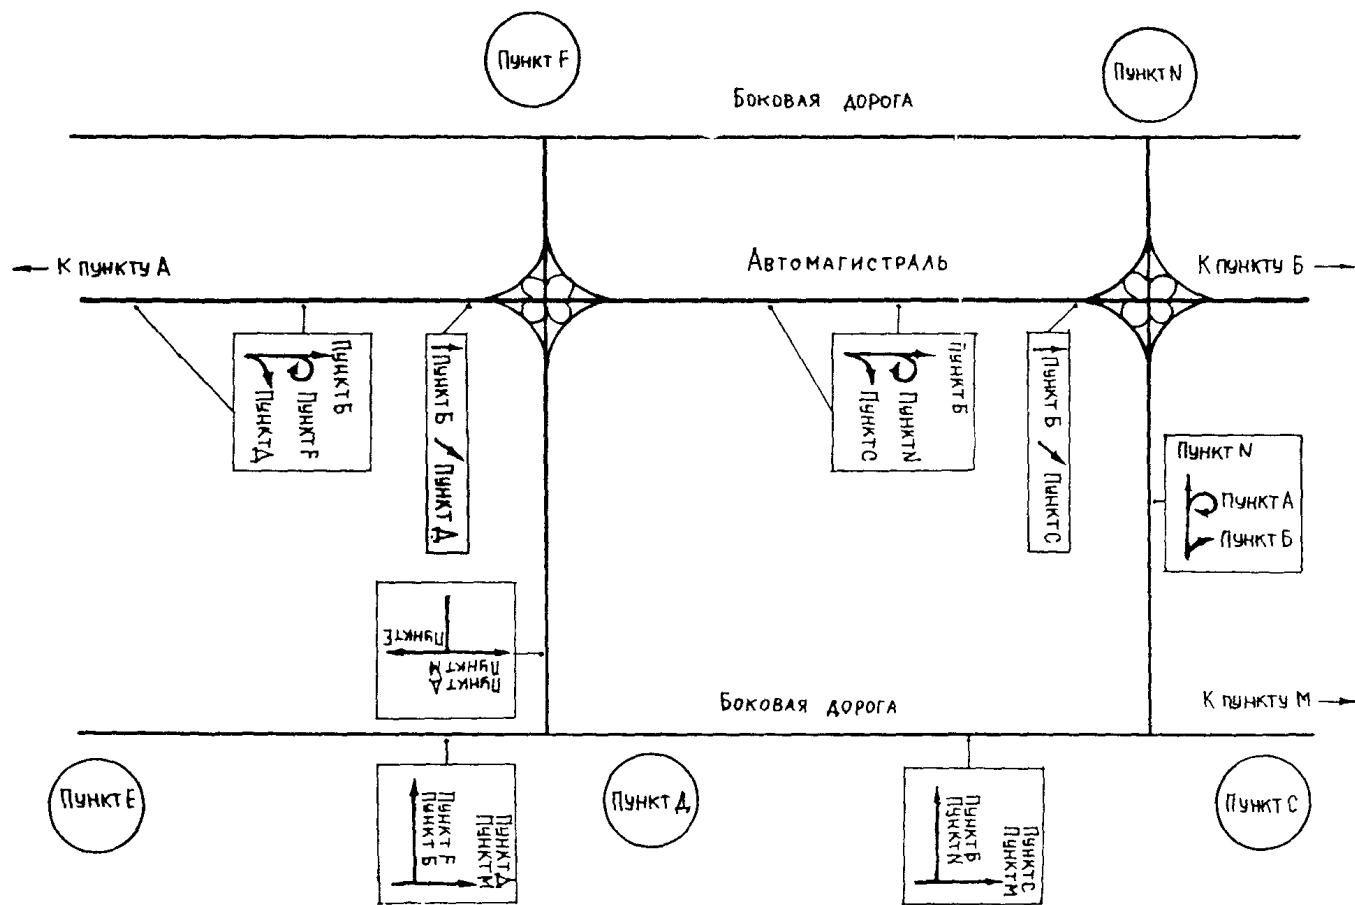 Пункт F
Пункт N
Боковая дорога
К пункту А
Автомагистраль
К пункту Б
Пункт Б
Пункт F
Пункт Д
Пункт Б
Пункт Д
Пункт Б
Пункт N
Пункт С
Пункт Б
Пункт С
Пункт N
Пункт А
Пункт Б
Пункт Е
Пункт М
Пункт Д
Боковая дорога
К пункту М
Пункт Е
Пункт F
Пункт Б
Пункт Д
Пункт М
Пункт Д
Пункт Б
Пункт N
Пункт С
Пункт М
Пункт С